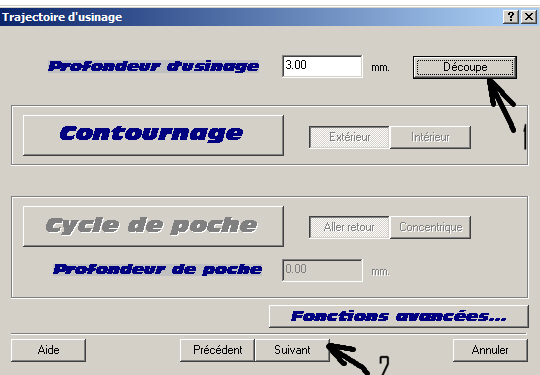 Trajectoire d'usinage
Profondeur d'usinage 3.00 mm. Découpe
1
Contournage Extérieur Intérieur
Cycle de poche Aller retour Concentrique
Profondeur de poche 0.00 mm.
Fonctions avancées...
Aide Précédent Suivant Annuler
2